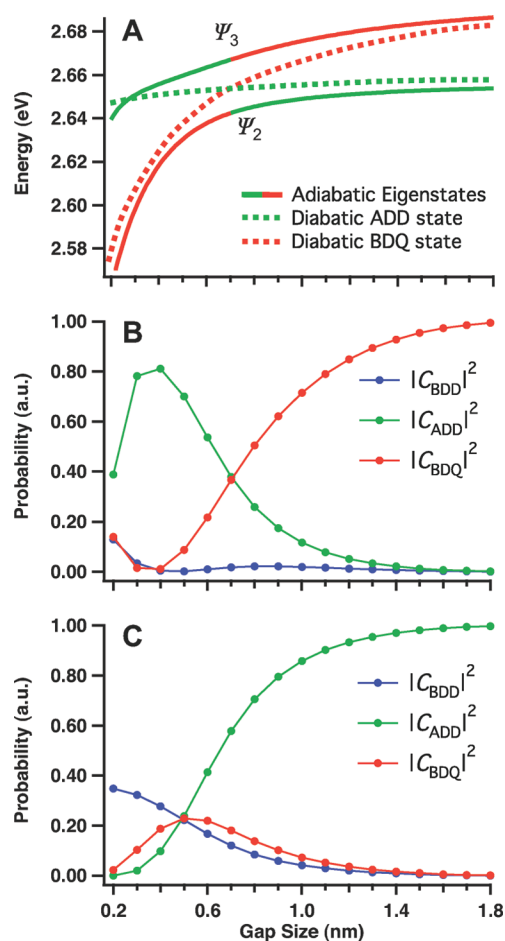 A
Ψ3
Ψ2
2.68
2.66
2.64
2.62
2.60
2.58
Energy (eV)
Adiabatic Eigenstates
Diabatic ADD state
Diabatic BDQ state
B
1.00
0.80
0.60
0.40
0.20
0.00
Probability (a.u.)
|CBDD|²
|CADD|²
|CBDQ|²
C
1.00
0.80
0.60
0.40
0.20
0.00
Probability (a.u.)
|CBDD|²
|CADD|²
|CBDQ|²
0.2 0.6 1.0 1.4 1.8
Gap Size (nm)